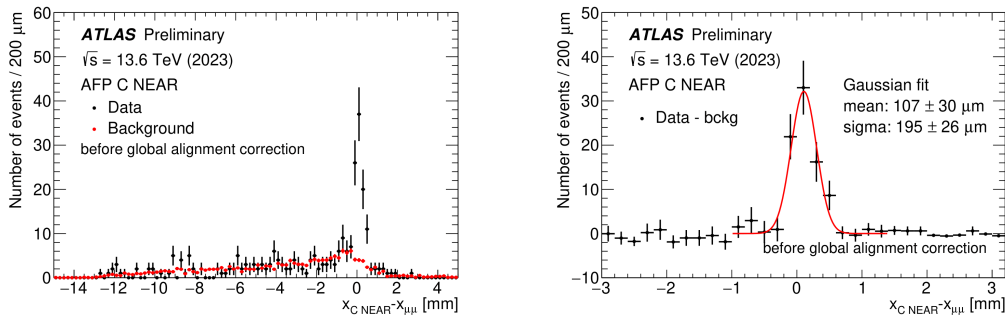 Number of events / 200 μm
60
50
40
30
20
10
0
ATLAS Preliminary
√s = 13.6 TeV (2023)
AFP C NEAR
Data
Background
before global alignment correction
−14 −12 −10 −8 −6 −4 −2 0 2 4
x C NEAR-x μμ [mm]
Number of events / 200 μm
50
40
30
20
10
0
−10
ATLAS Preliminary
√s = 13.6 TeV (2023)
AFP C NEAR
Data - bckg
Gaussian fit
mean: 107 ± 30 μm
sigma: 195 ± 26 μm
before global alignment correction
−3 −2 −1 0 1 2 3
x C NEAR-x μμ [mm]